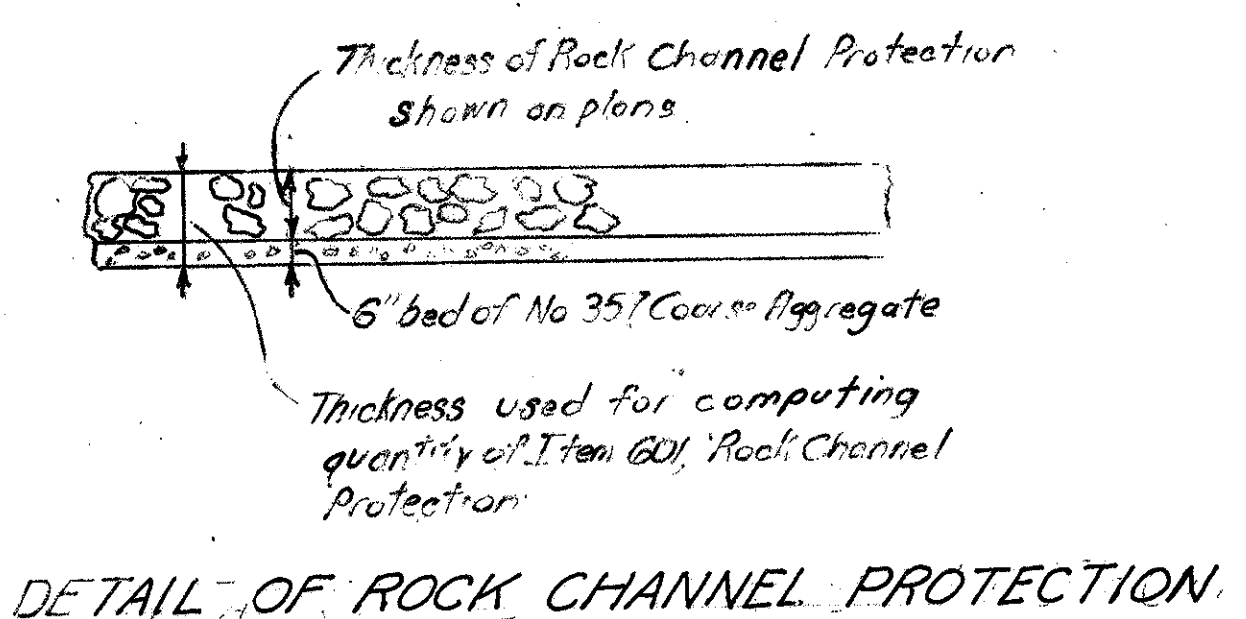 Thickness of Rock Channel Protection
shown on plans
6" bed of No 357 Coarse Aggregate
Thickness used for computing
quantity of Item 601, Rock Channel
Protection
DETAIL OF ROCK CHANNEL PROTECTION